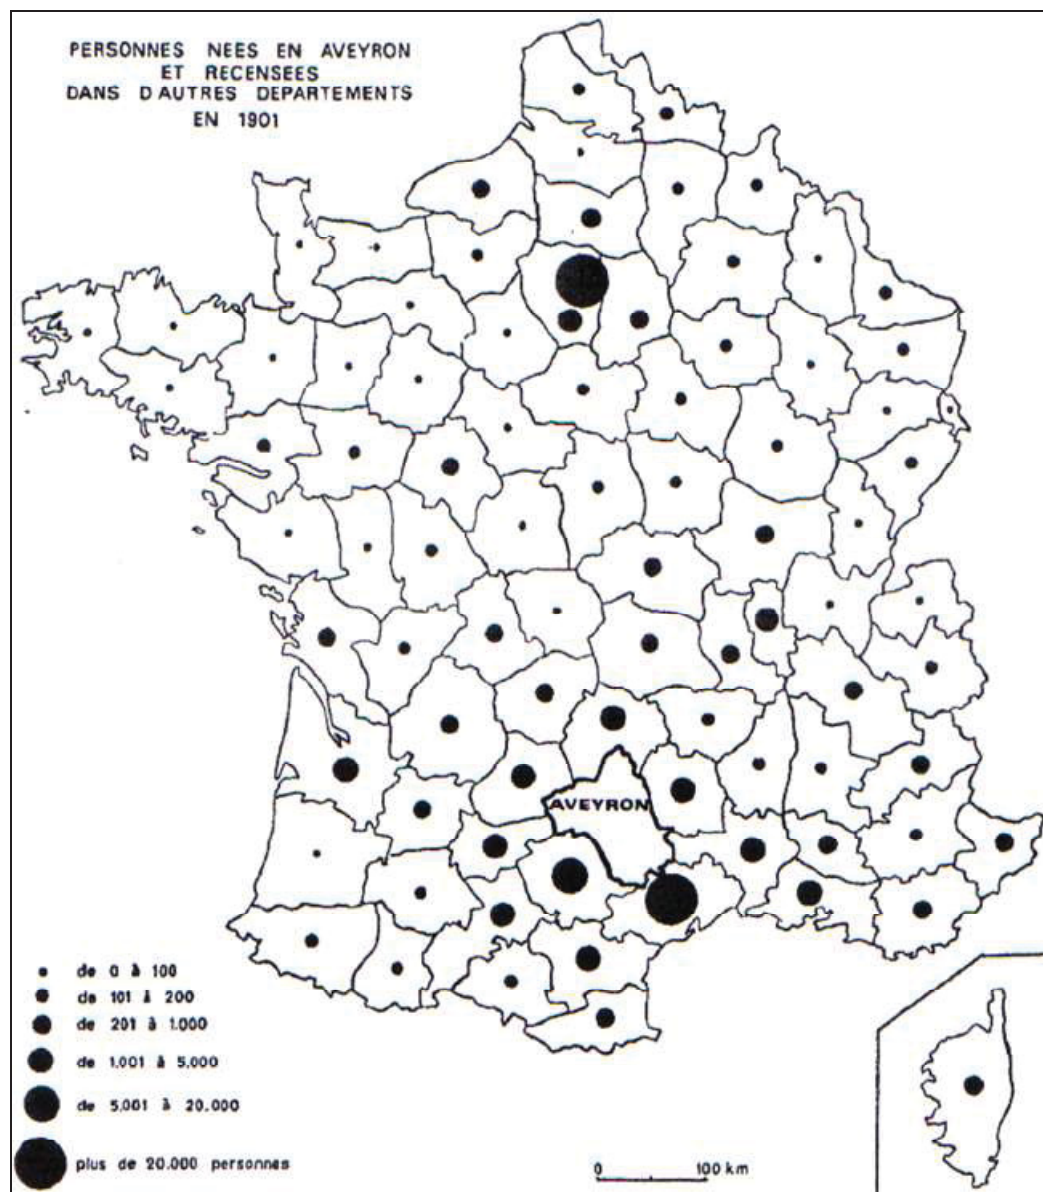 PERSONNES NEES EN AVEYRON
ET RECENSEES
DANS D'AUTRES DEPARTEMENTS
EN 1901
AVEYRON
de 0 à 100
de 101 à 200
de 201 à 1.000
de 1.001 à 5.000
de 5.001 à 20.000
plus de 20.000 personnes
0 100 km